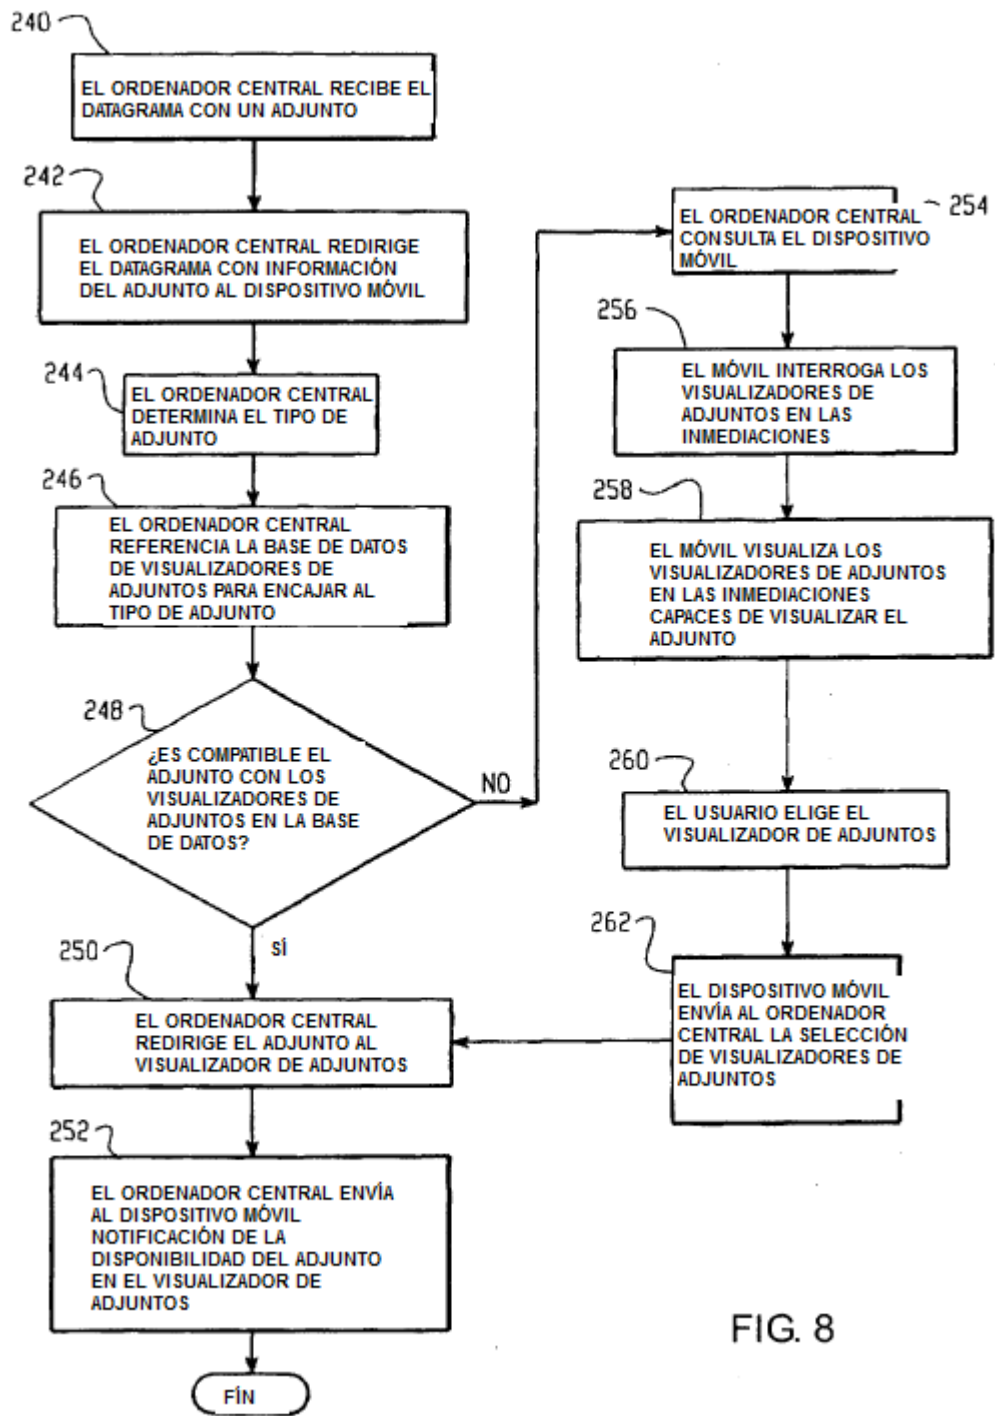 240
EL ORDENADOR CENTRAL RECIBE EL
DATAGRAMA CON UN ADJUNTO
242
EL ORDENADOR CENTRAL REDIRIGE
EL DATAGRAMA CON INFORMACIÓN
DEL ADJUNTO AL DISPOSITIVO MÓVIL
244
EL ORDENADOR CENTRAL
DETERMINA EL TIPO DE
ADJUNTO
246
EL ORDENADOR CENTRAL
REFERENCIA LA BASE DE DATOS
DE VISUALIZADORES DE
ADJUNTOS PARA ENCAJAR AL
TIPO DE ADJUNTO
248
¿ES COMPATIBLE EL
ADJUNTO CON LOS
VISUALIZADORES DE
ADJUNTOS EN LA BASE
DE DATOS?
NO
SÍ
250
EL ORDENADOR CENTRAL
REDIRIGE EL ADJUNTO AL
VISUALIZADOR DE ADJUNTOS
252
EL ORDENADOR CENTRAL ENVÍA
AL DISPOSITIVO MÓVIL
NOTIFICACIÓN DE LA
DISPONIBILIDAD DEL ADJUNTO
EN EL VISUALIZADOR DE
ADJUNTOS
FÍN
254
EL ORDENADOR CENTRAL
CONSULTA EL DISPOSITIVO
MÓVIL
256
EL MÓVIL INTERROGA LOS
VISUALIZADORES DE
ADJUNTOS EN LAS
INMEDIACIONES
258
EL MÓVIL VISUALIZA LOS
VISUALIZADORES DE ADJUNTOS
EN LAS INMEDIACIONES
CAPACES DE VISUALIZAR EL
ADJUNTO
260
EL USUARIO ELIGE EL
VISUALIZADOR DE ADJUNTOS
262
EL DISPOSITIVO MÓVIL
ENVÍA AL ORDENADOR
CENTRAL LA SELECCIÓN
DE VISUALIZADORES DE
ADJUNTOS
FIG. 8